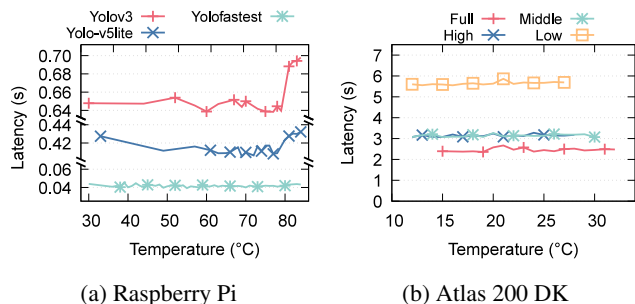 Yolov3
Yolofastest
Yolo-v5lite
Latency (s)
0.70
0.68
0.66
0.64
0.44
0.42
0.06
0.04
30 40 50 60 70 80
Temperature (°C)
(a) Raspberry Pi
Full
Middle
High
Low
Latency (s)
7
6
5
4
3
2
1
0
10 15 20 25 30
Temperature (°C)
(b) Atlas 200 DK